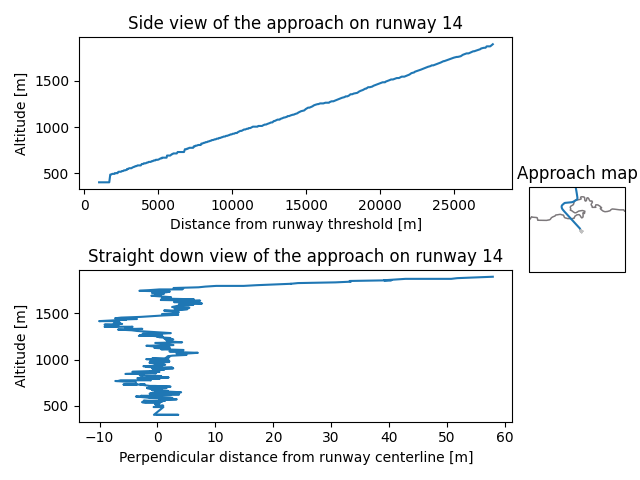 Side view of the approach on runway 14
Altitude [m]
1500
1000
500
0 5000 10000 15000 20000 25000
Distance from runway threshold [m]
Approach map
Straight down view of the approach on runway 14
Altitude [m]
1500
1000
500
−10 0 10 20 30 40 50 60
Perpendicular distance from runway centerline [m]